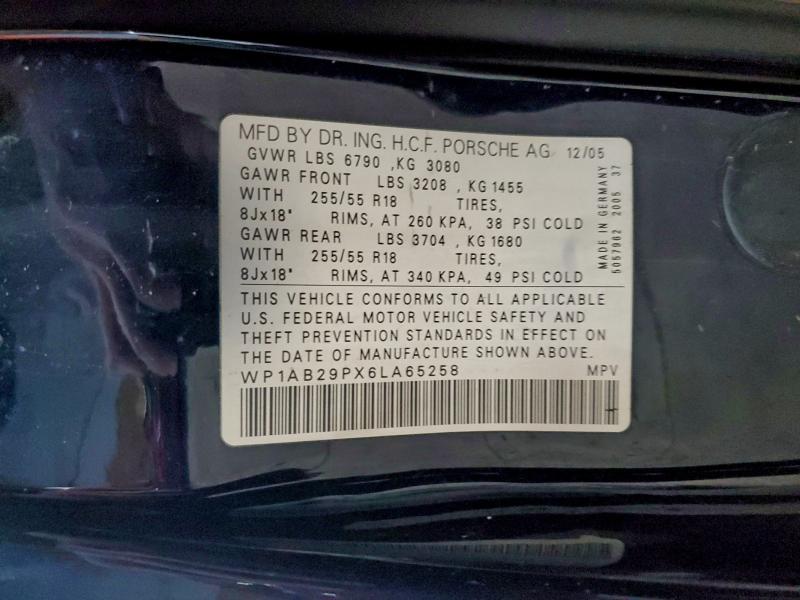 MFD BY DR. ING. H.C.F. PORSCHE AG 12/05
GVWR LBS 6790 ,KG 3080
GAWR FRONT LBS 3208 , KG 1455
WITH 255/55 R18 TIRES,
8Jx18" RIMS, AT 260 KPA, 38 PSI COLD
GAWR REAR LBS 3704 , KG 1680
WITH 255/55 R18 TIRES,
8Jx18" RIMS, AT 340 KPA, 49 PSI COLD
MADE IN GERMANY
5057902 2005 37
THIS VEHICLE CONFORMS TO ALL APPLICABLE
U.S. FEDERAL MOTOR VEHICLE SAFETY AND
THEFT PREVENTION STANDARDS IN EFFECT ON
THE DATE OF MANUFACTURE SHOWN ABOVE.
WP1AB29PX6LA65258 MPV